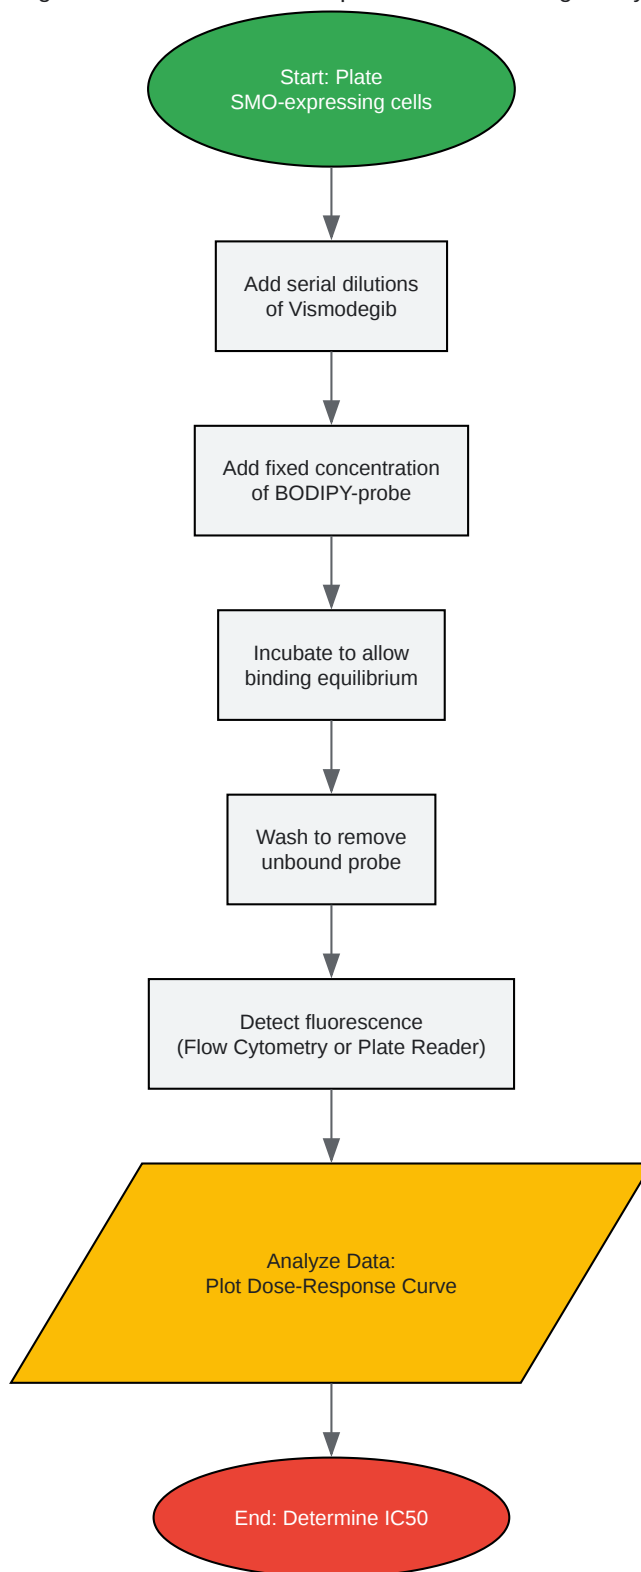 Start: Plate
SMO-expressing cells
Add serial dilutions
of Vismodegib
Add fixed concentration
of BODIPY-probe
Incubate to allow
binding equilibrium
Wash to remove
unbound probe
Detect fluorescence
(Flow Cytometry or Plate Reader)
Analyze Data:
Plot Dose-Response Curve
End: Determine IC50